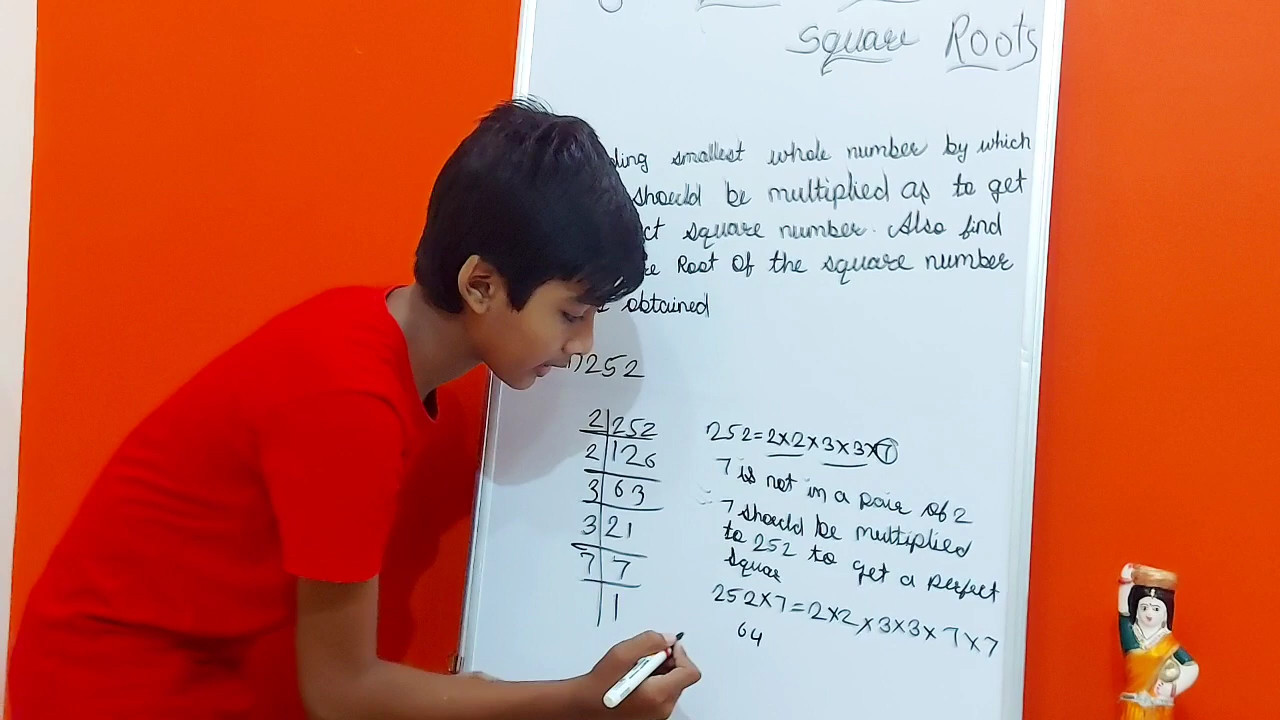 Square Roots
smallest whole number by which
should be multiplied as to get
square number. Also find
Root of the square number
obtained
252
2 252
2 126
3 63
3 21
7 7
1
252=2×2×3×3×7
7 is not in a pair of 2
7 should be multiplied
to 252 to get a perfect
squar
252×7=2×2×3×3×7×7
64